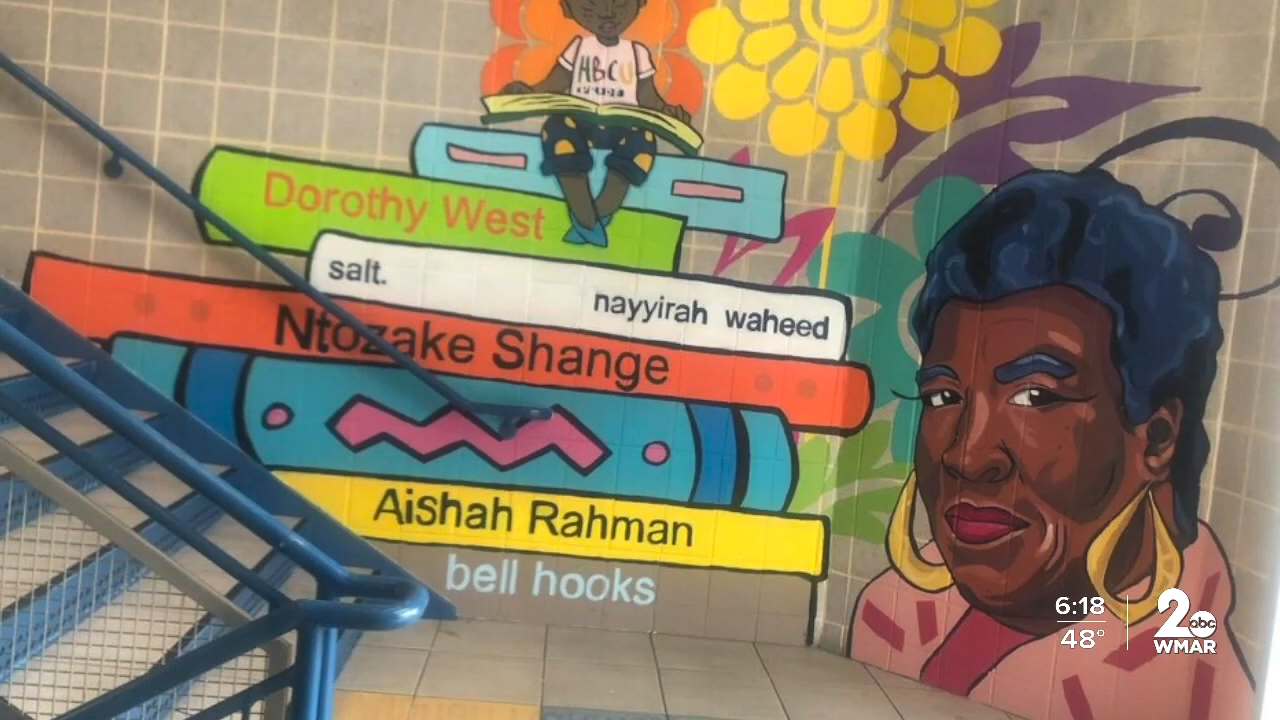 HBCU
Dorothy West
salt.
nayyirah waheed
Ntozake Shange
Aishah Rahman
bell hooks
6:18
48°
2 abc
WMAR